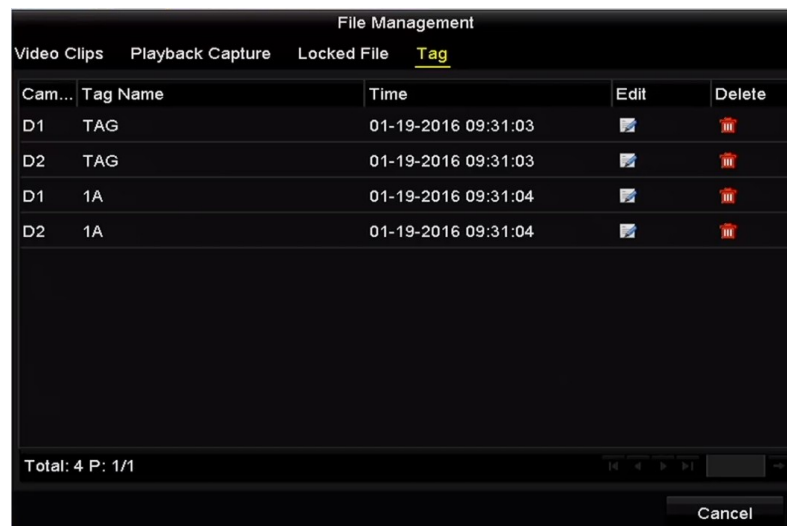 File Management
Video Clips Playback Capture Locked File Tag
Cam... Tag Name Time Edit Delete
D1 TAG 01-19-2016 09:31:03
D2 TAG 01-19-2016 09:31:03
D1 1A 01-19-2016 09:31:04
D2 1A 01-19-2016 09:31:04
Total: 4 P: 1/1
Cancel